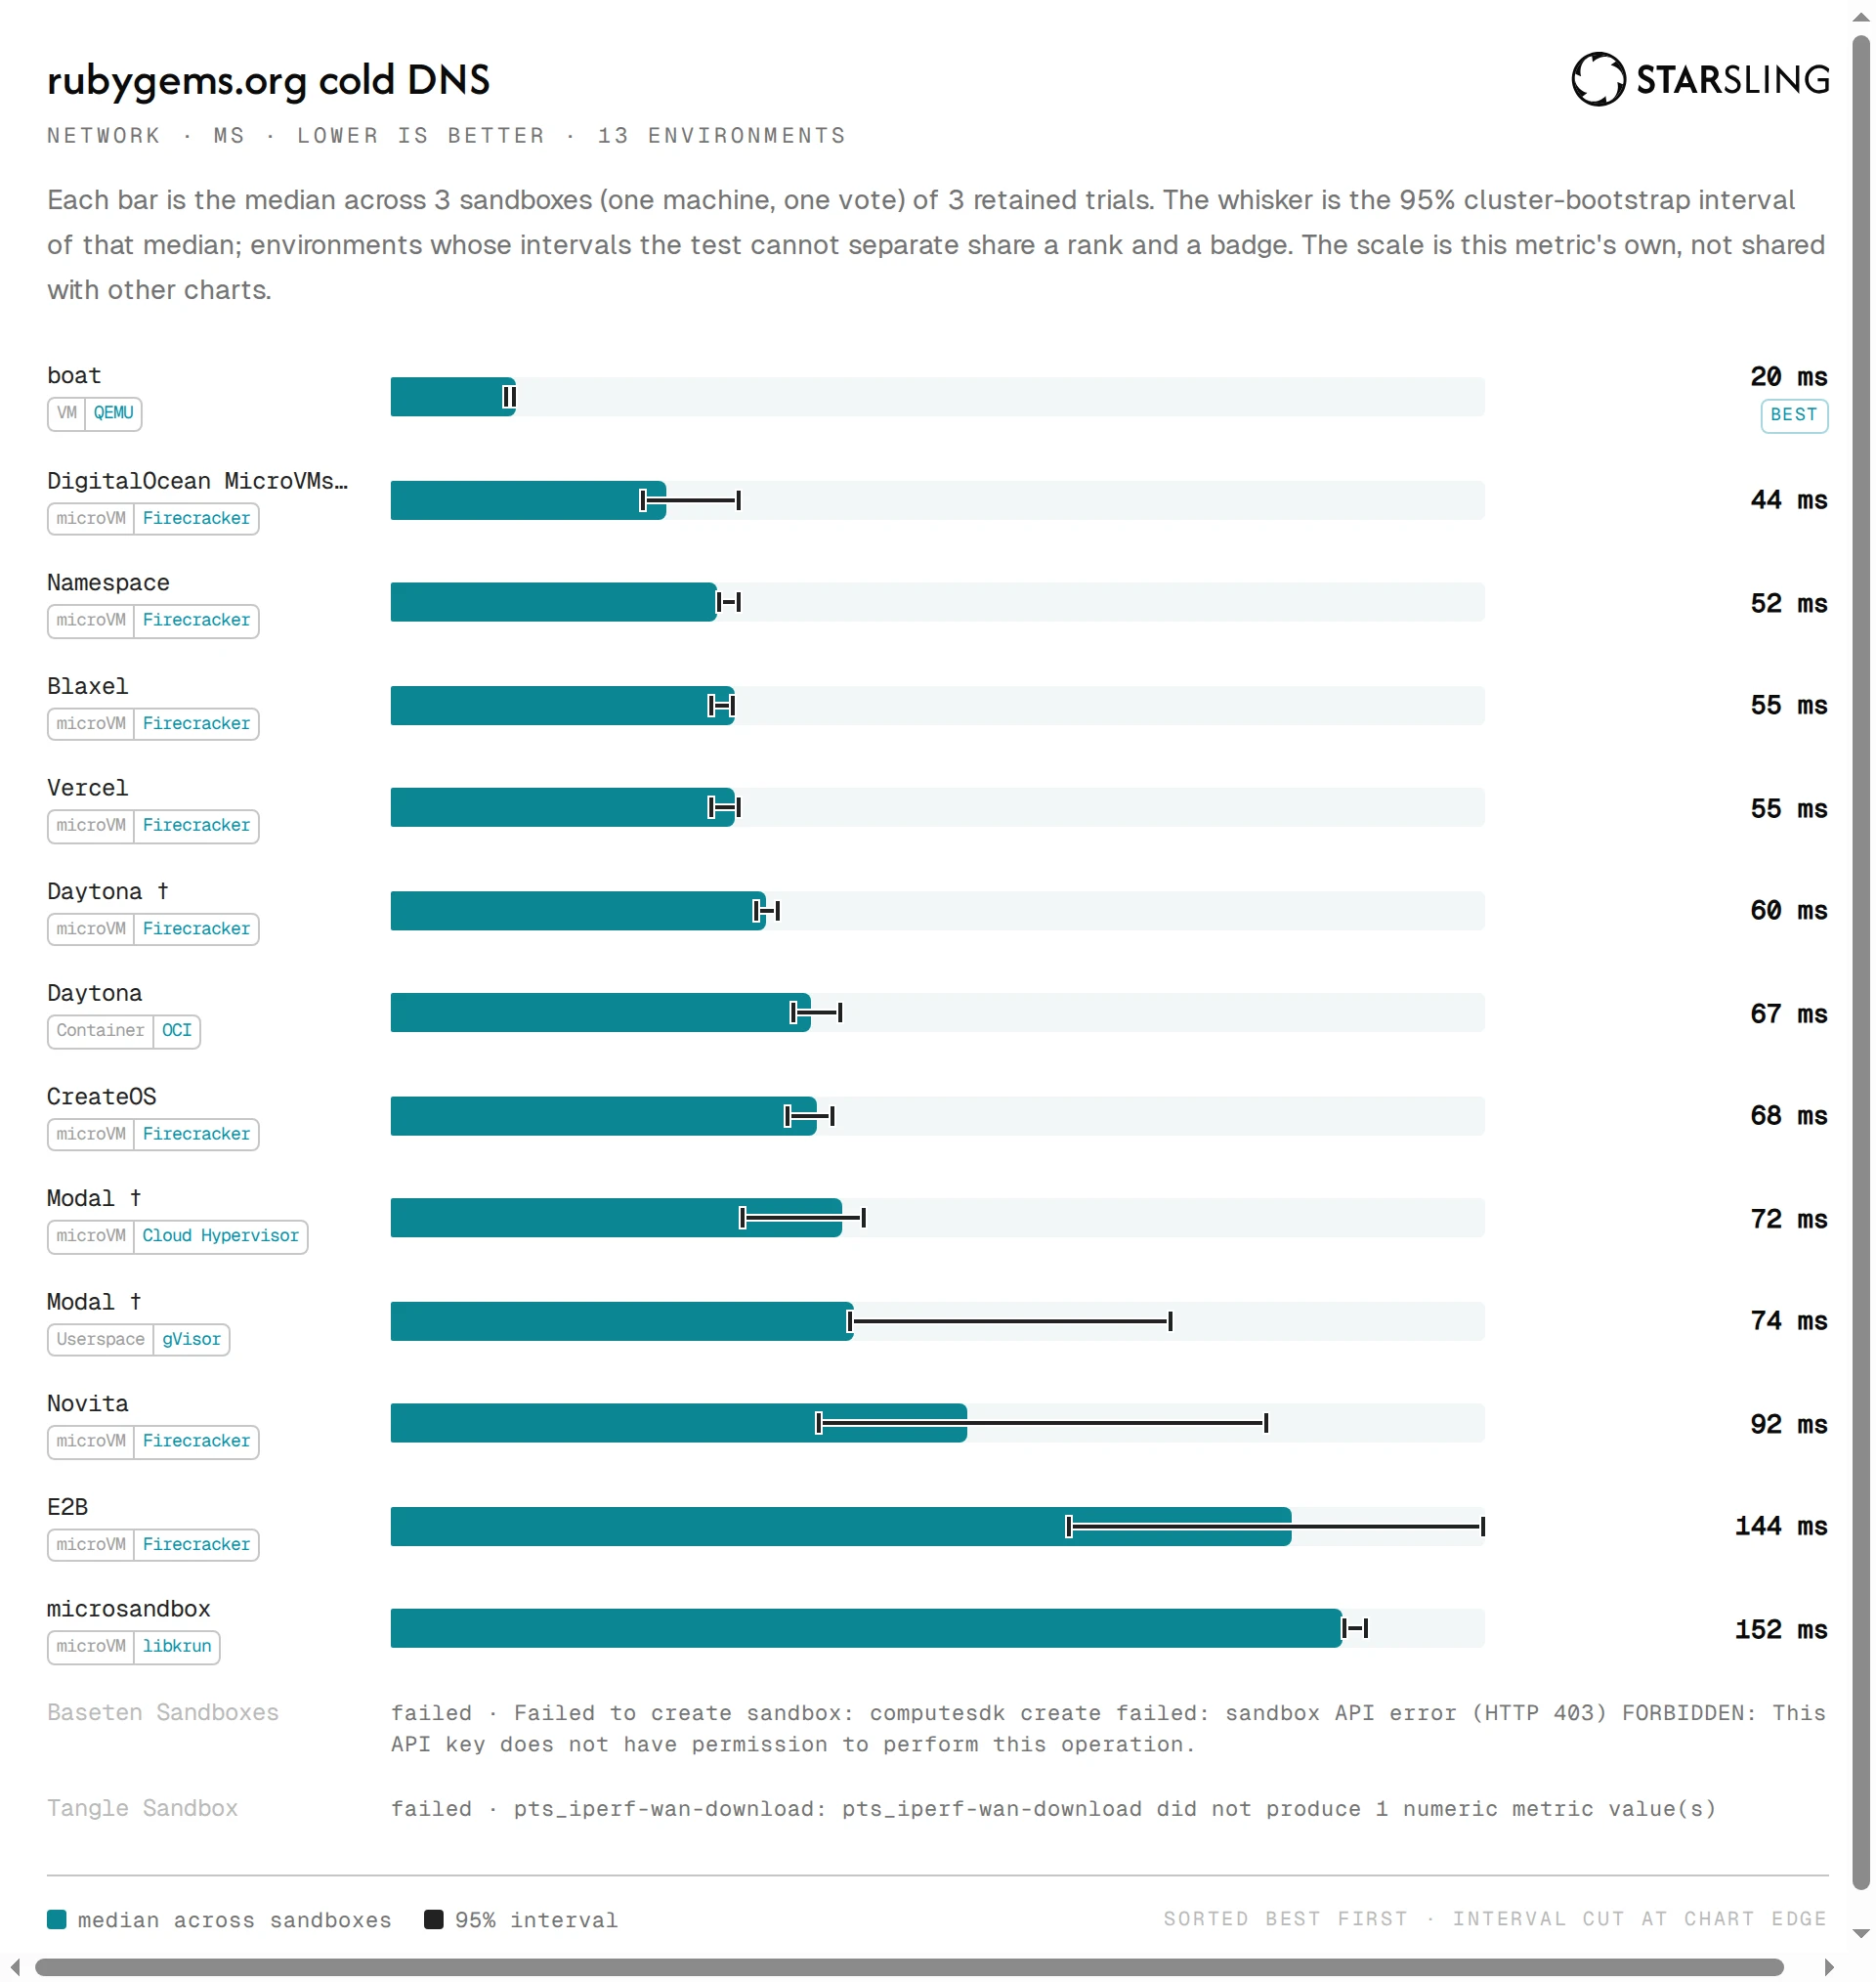 rubygems.org cold DNS
STARSLING
NETWORK · MS · LOWER IS BETTER · 13 ENVIRONMENTS
Each bar is the median across 3 sandboxes (one machine, one vote) of 3 retained trials. The whisker is the 95% cluster-bootstrap interval
of that median; environments whose intervals the test cannot separate share a rank and a badge. The scale is this metric's own, not shared
with other charts.
boat
VM QEMU
20 ms
BEST
DigitalOcean MicroVMs…
microVM Firecracker
44 ms
Namespace
microVM Firecracker
52 ms
Blaxel
microVM Firecracker
55 ms
Vercel
microVM Firecracker
55 ms
Daytona †
microVM Firecracker
60 ms
Daytona
Container OCI
67 ms
CreateOS
microVM Firecracker
68 ms
Modal †
microVM Cloud Hypervisor
72 ms
Modal †
Userspace gVisor
74 ms
Novita
microVM Firecracker
92 ms
E2B
microVM Firecracker
144 ms
microsandbox
microVM libkrun
152 ms
Baseten Sandboxes
failed · Failed to create sandbox: computesdk create failed: sandbox API error (HTTP 403) FORBIDDEN: This
API key does not have permission to perform this operation.
Tangle Sandbox
failed · pts_iperf-wan-download: pts_iperf-wan-download did not produce 1 numeric metric value(s)
median across sandboxes
95% interval
SORTED BEST FIRST · INTERVAL CUT AT CHART EDGE